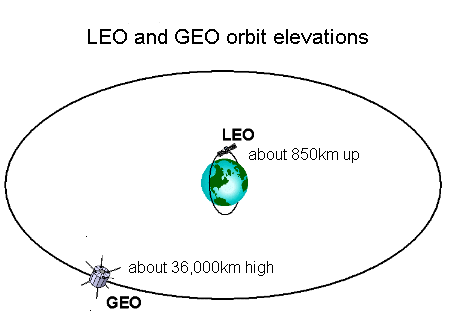 LEO and GEO orbit elevations
LEO
about 850km up
about 36,000km high
GEO